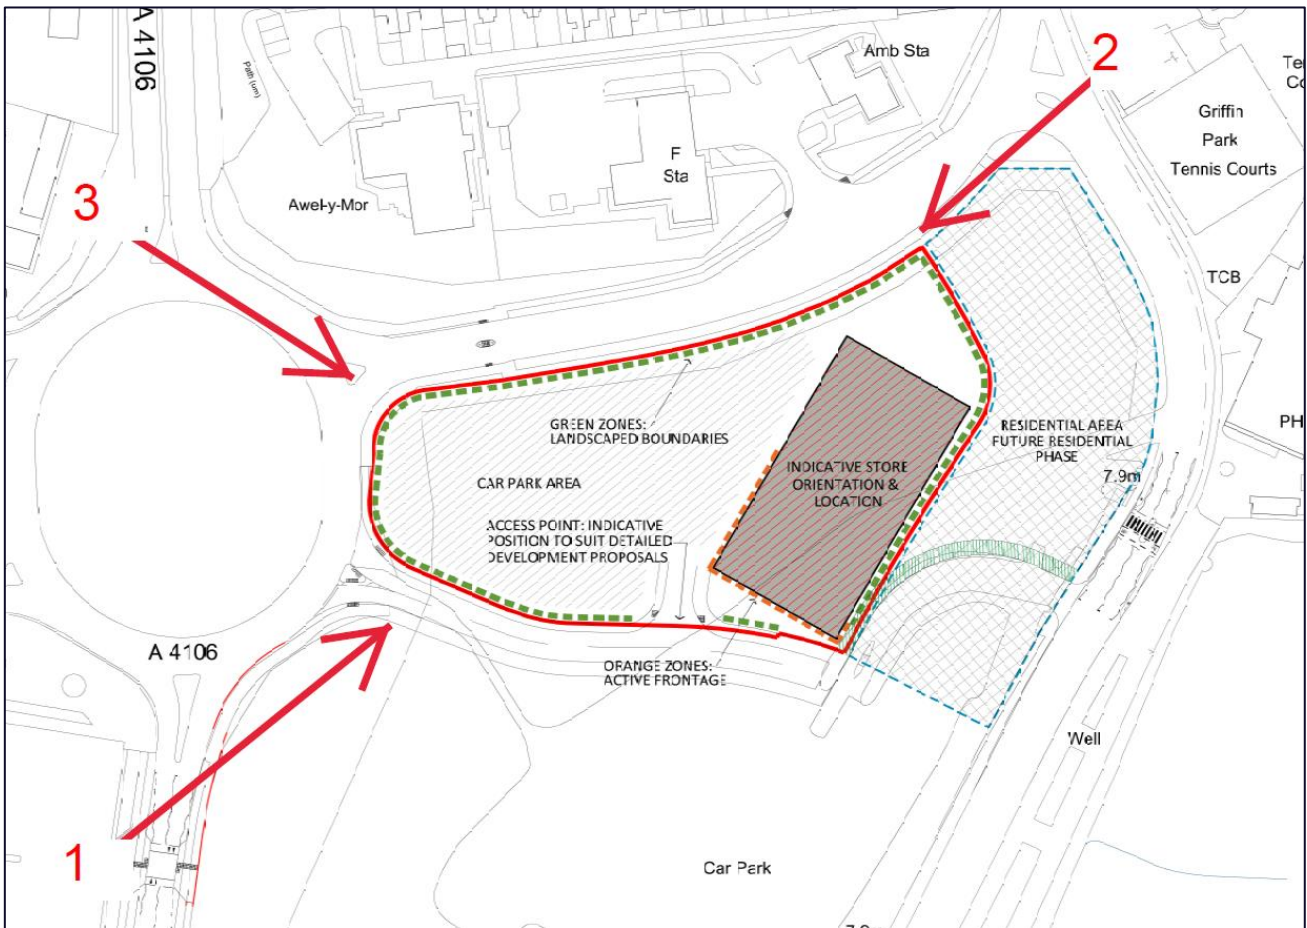 A 4106
Path (um)
Amb Sta
2
Griffin
Park
Tennis Courts
F
Sta
3
Awel-y-Mor
TCB
GREEN ZONES:
LANDSCAPED BOUNDARIES
RESIDENTIAL AREA
FUTURE RESIDENTIAL
PHASE
PH
CAR PARK AREA
INDICATIVE STORE
ORIENTATION &
LOCATION
7.9m
ACCESS POINT: INDICATIVE
POSITION TO SUIT DETAILED
DEVELOPMENT PROPOSALS
A 4106
ORANGE ZONES:
ACTIVE FRONTAGE
Well
1
Car Park